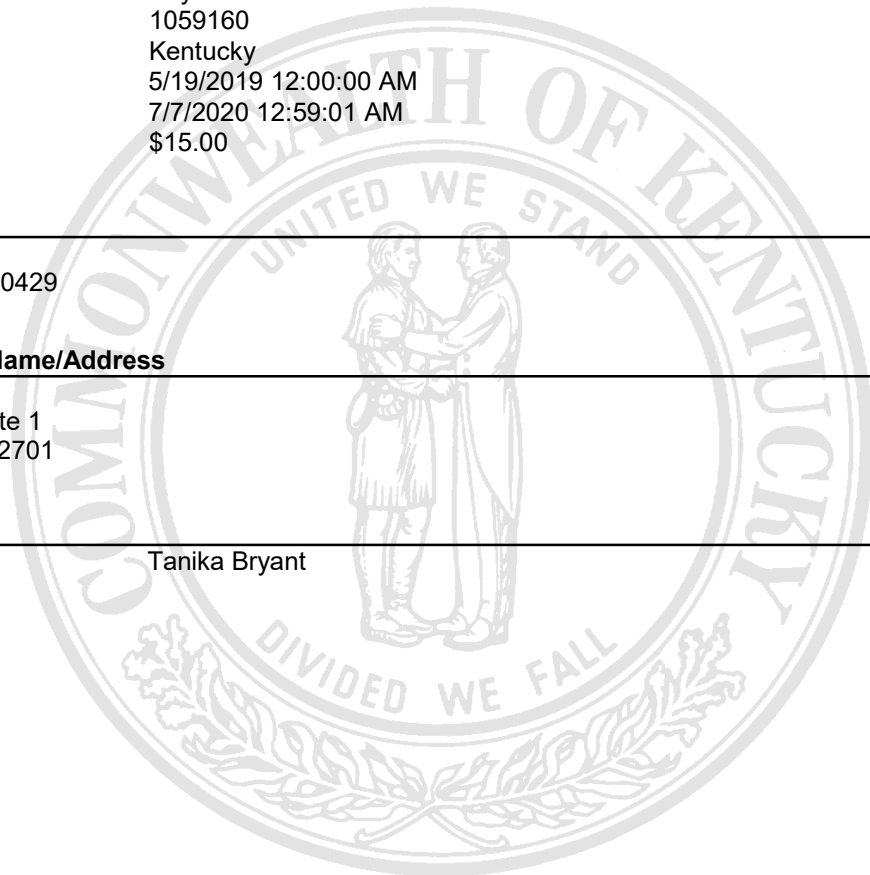 1059160
Kentucky
5/19/2019 12:00:00 AM
7/7/2020 12:59:01 AM
$15.00
COMMONWEALTH OF KENTUCKY
UNITED WE STAND
0429
Name/Address
te 1
2701
Tanika Bryant
DIVIDED WE FALL